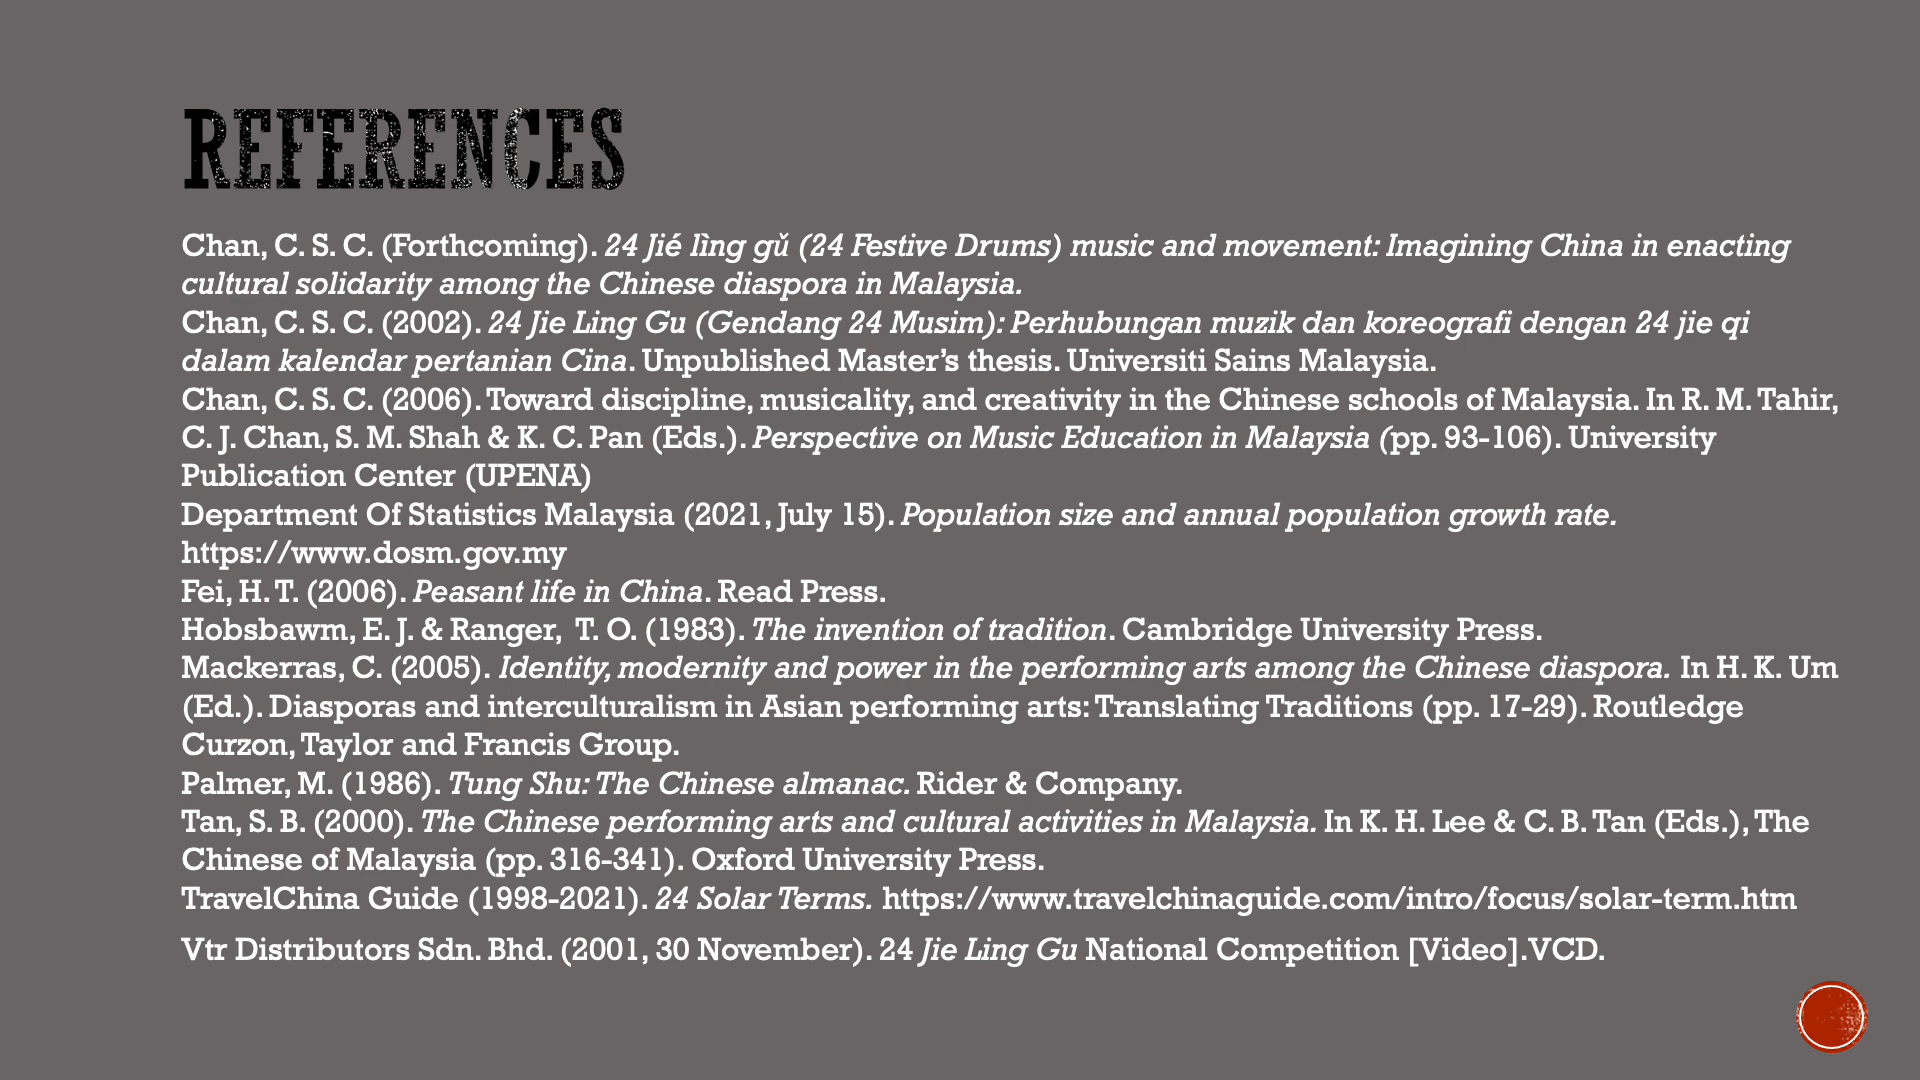 REFERENCES
Chan, C. S. C. (Forthcoming). 24 Jié lìng gǔ (24 Festive Drums) music and movement: Imagining China in enacting
cultural solidarity among the Chinese diaspora in Malaysia.
Chan, C. S. C. (2002). 24 Jie Ling Gu (Gendang 24 Musim): Perhubungan muzik dan koreografi dengan 24 jie qi
dalam kalendar pertanian Cina. Unpublished Master’s thesis. Universiti Sains Malaysia.
Chan, C. S. C. (2006). Toward discipline, musicality, and creativity in the Chinese schools of Malaysia. In R. M. Tahir,
C. J. Chan, S. M. Shah & K. C. Pan (Eds.). Perspective on Music Education in Malaysia (pp. 93-106). University
Publication Center (UPENA)
Department Of Statistics Malaysia (2021, July 15). Population size and annual population growth rate.
https://www.dosm.gov.my
Fei, H. T. (2006). Peasant life in China. Read Press.
Hobsbawm, E. J. & Ranger, T. O. (1983). The invention of tradition. Cambridge University Press.
Mackerras, C. (2005). Identity, modernity and power in the performing arts among the Chinese diaspora. In H. K. Um
(Ed.). Diasporas and interculturalism in Asian performing arts: Translating Traditions (pp. 17-29). Routledge
Curzon, Taylor and Francis Group.
Palmer, M. (1986). Tung Shu: The Chinese almanac. Rider & Company.
Tan, S. B. (2000). The Chinese performing arts and cultural activities in Malaysia. In K. H. Lee & C. B. Tan (Eds.), The
Chinese of Malaysia (pp. 316-341). Oxford University Press.
TravelChina Guide (1998-2021). 24 Solar Terms. https://www.travelchinaguide.com/intro/focus/solar-term.htm
Vtr Distributors Sdn. Bhd. (2001, 30 November). 24 Jie Ling Gu National Competition [Video].VCD.